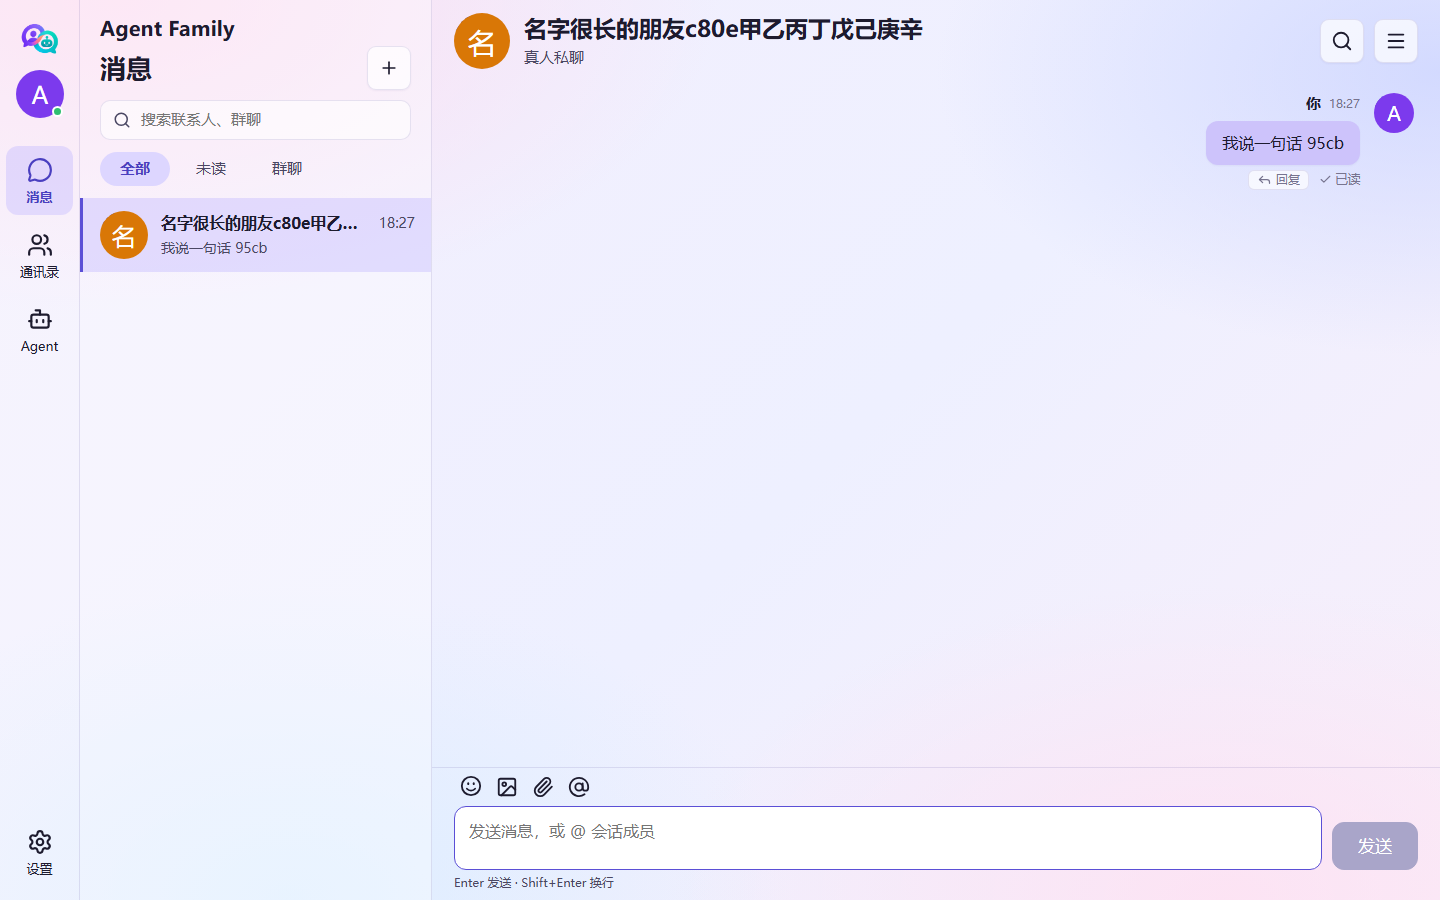 A
消息
通讯录
Agent
设置
Agent Family
消息
搜索联系人、群聊
全部 未读 群聊
名 名字很长的朋友c80e甲乙... 18:27
我说一句话 95cb
名 名字很长的朋友c80e甲乙丙丁戊己庚辛
真人私聊
你 18:27 A
我说一句话 95cb
回复 已读
发送消息，或 @ 会话成员
发送
Enter 发送 · Shift+Enter 换行